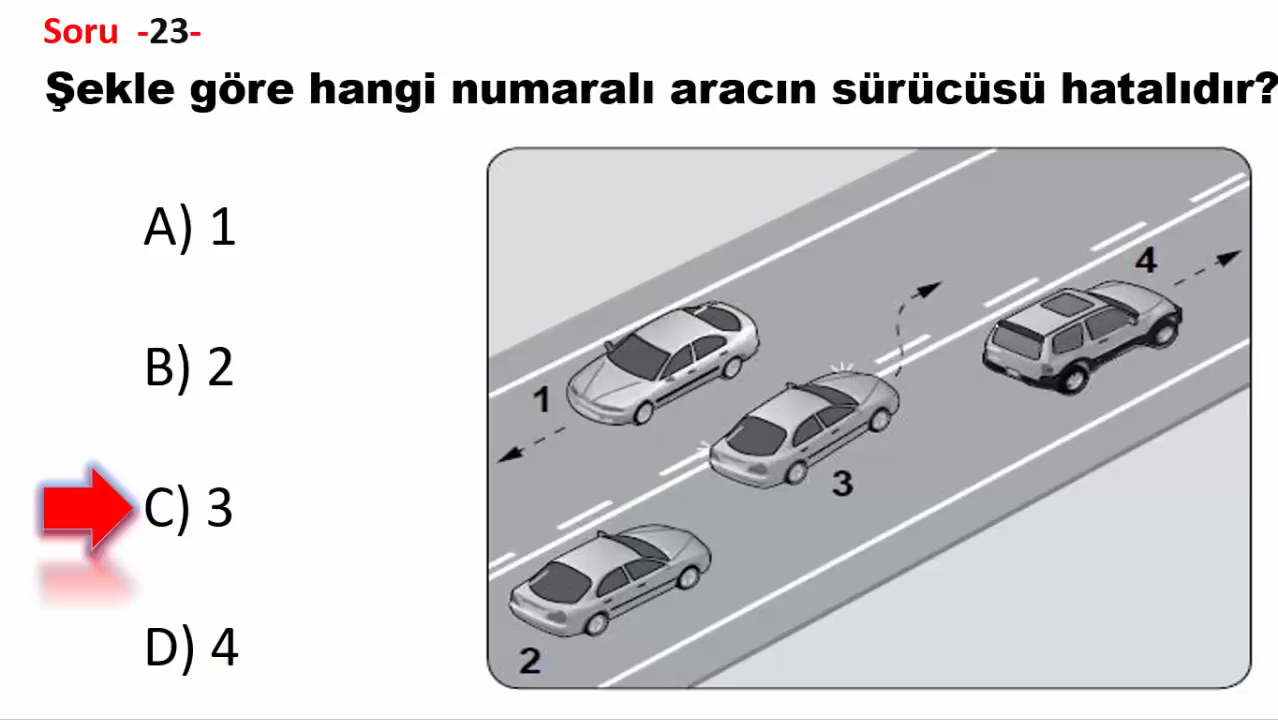 Soru -23-
Şekle göre hangi numaralı aracın sürücüsü hatalıdır?
A) 1
B) 2
C) 3
D) 4
4
1
3
2